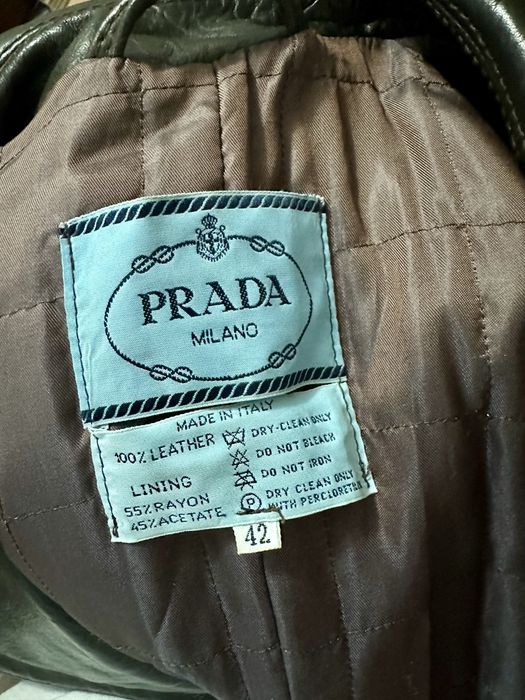 PRADA
MILANO
MADE IN ITALY
100% LEATHER DRY-CLEAN ONLY
DO NOT BLEACH
LINING DO NOT IRON
55% RAYON DRY CLEAN ONLY
45% ACETATE P WITH
42